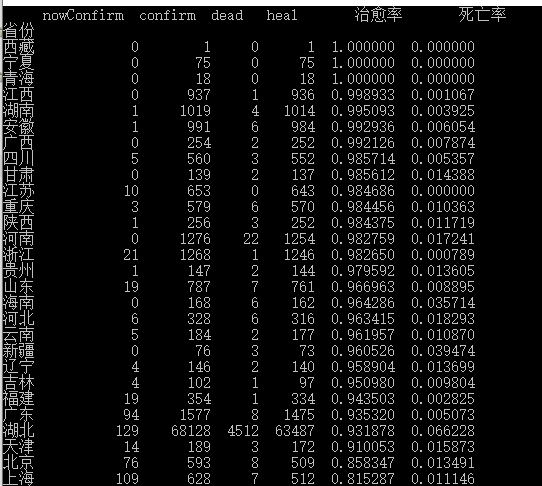 nowConfirm confirm dead heal 治愈率 死亡率
省份
西藏 0 1 0 1 1.000000 0.000000
宁夏 0 75 0 75 1.000000 0.000000
青海 0 18 0 18 1.000000 0.000000
江西 0 937 1 936 0.998933 0.001067
湖南 1 1019 4 1014 0.995093 0.003925
安徽 1 991 6 984 0.992936 0.006054
广西 0 254 2 252 0.992126 0.007874
四川 5 560 3 552 0.985714 0.005357
甘肃 0 139 2 137 0.985612 0.014388
江苏 10 653 0 643 0.984686 0.000000
重庆 3 579 6 570 0.984456 0.010363
陕西 1 256 3 252 0.984375 0.011719
河南 0 1276 22 1254 0.982759 0.017241
浙江 21 1268 1 1246 0.982650 0.000789
贵州 1 147 2 144 0.979592 0.013605
山东 19 787 7 761 0.966963 0.008895
海南 0 168 6 162 0.964286 0.035714
河北 6 328 6 316 0.963415 0.018293
云南 5 184 2 177 0.961957 0.010870
新疆 0 76 3 73 0.960526 0.039474
辽宁 4 146 2 140 0.958904 0.013699
吉林 4 102 1 97 0.950980 0.009804
福建 19 354 1 334 0.943503 0.002825
广东 94 1577 8 1475 0.935320 0.005073
湖北 129 68128 4512 63487 0.931878 0.066228
天津 14 189 3 172 0.910053 0.015873
北京 76 593 8 509 0.858347 0.013491
上海 109 628 7 512 0.815287 0.011146